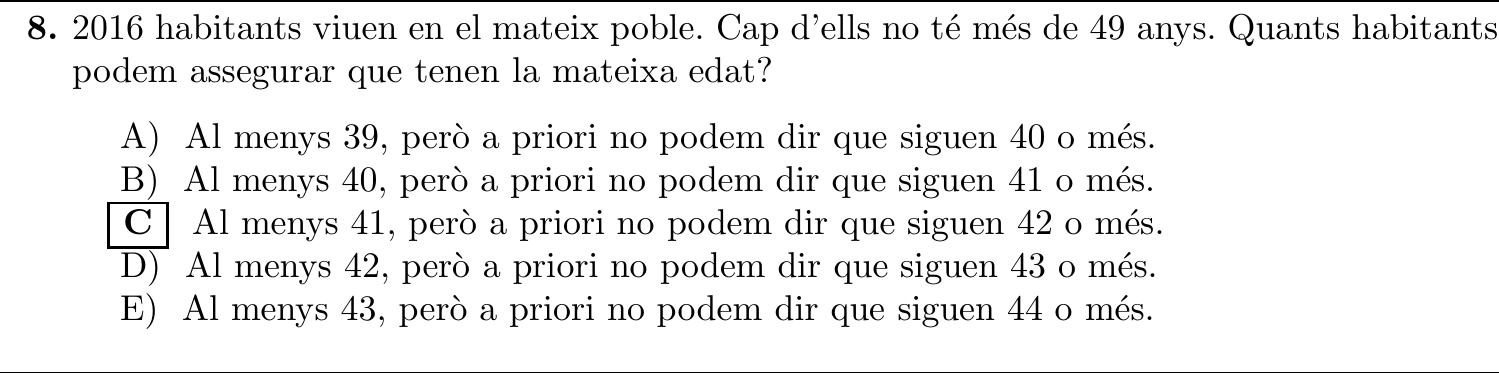 8. 2016 habitants viuen en el mateix poble. Cap d'ells no té més de 49 anys. Quants habitants
podem assegurar que tenen la mateixa edat?
A) Al menys 39, però a priori no podem dir que siguen 40 o més.
B) Al menys 40, però a priori no podem dir que siguen 41 o més.
C Al menys 41, però a priori no podem dir que siguen 42 o més.
D) Al menys 42, però a priori no podem dir que siguen 43 o més.
E) Al menys 43, però a priori no podem dir que siguen 44 o més.